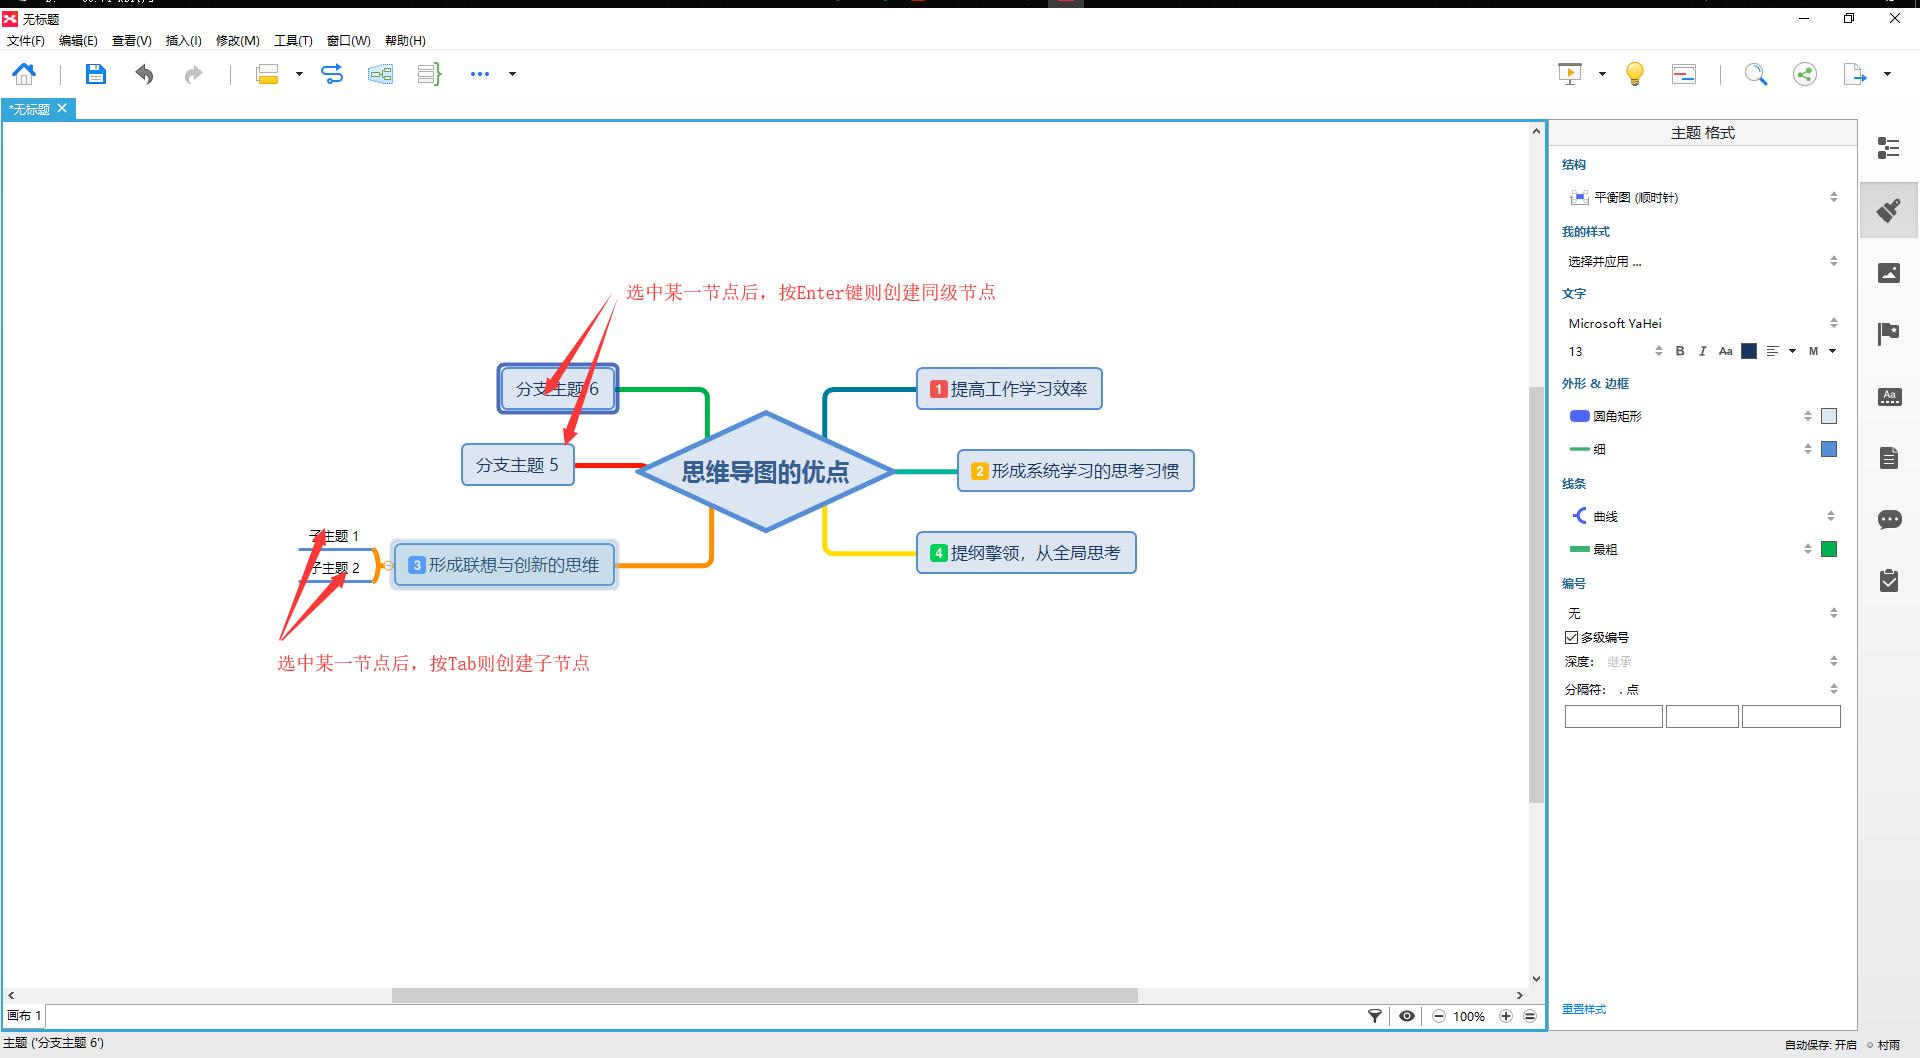 无标题
文件(F) 编辑(E) 查看(V) 插入(I) 修改(M) 工具(T) 窗口(W) 帮助(H)
*无标题
主题 格式
结构
平衡图 (顺时针)
我的样式
选择并应用 ...
文字
Microsoft YaHei
13
B I Aa M
外形 & 边框
圆角矩形
细
线条
曲线
最粗
编号
无
多级编号
深度： 继承
分隔符： . 点
重置样式
选中某一节点后，按Enter键则创建同级节点
分支主题 6
1 提高工作学习效率
分支主题 5
思维导图的优点
2 形成系统学习的思考习惯
子主题 1
子主题 2
3 形成联想与创新的思维
4 提纲擎领，从全局思考
选中某一节点后，按Tab则创建子节点
画布 1
100%
主题 ('分支主题 6')
自动保存: 开启
村雨